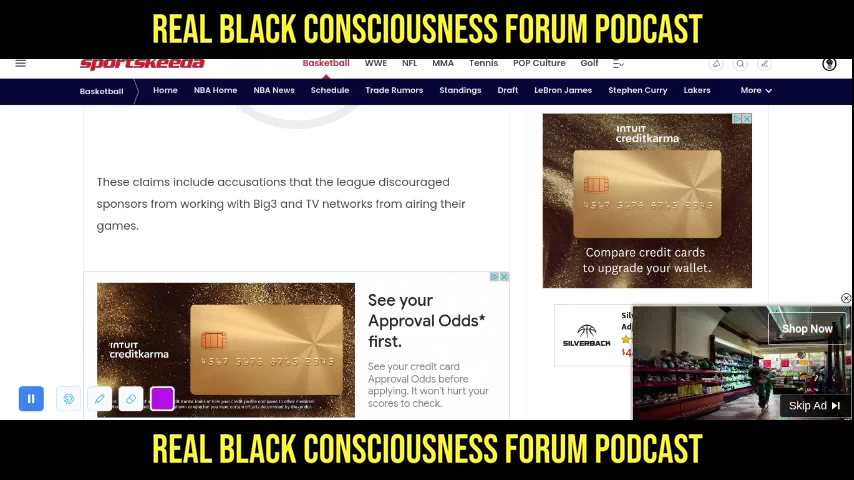 REAL BLACK CONSCIOUSNESS FORUM PODCAST
sportskeeda
Basketball WWE NFL MMA Tennis POP Culture Golf
Basketball Home NBA Home NBA News Schedule Trade Rumors Standings Draft LeBron James Stephen Curry Lakers More
These claims include accusations that the league discouraged
sponsors from working with Big3 and TV networks from airing their
games.
INTUIT
creditkarma
Compare credit cards
to upgrade your wallet.
INTUIT
creditkarma
See your
Approval Odds*
first.
See your credit card
Approval Odds before
applying. It won't hurt your
scores to check.
SILVERBACK
Shop Now
Skip Ad
REAL BLACK CONSCIOUSNESS FORUM PODCAST